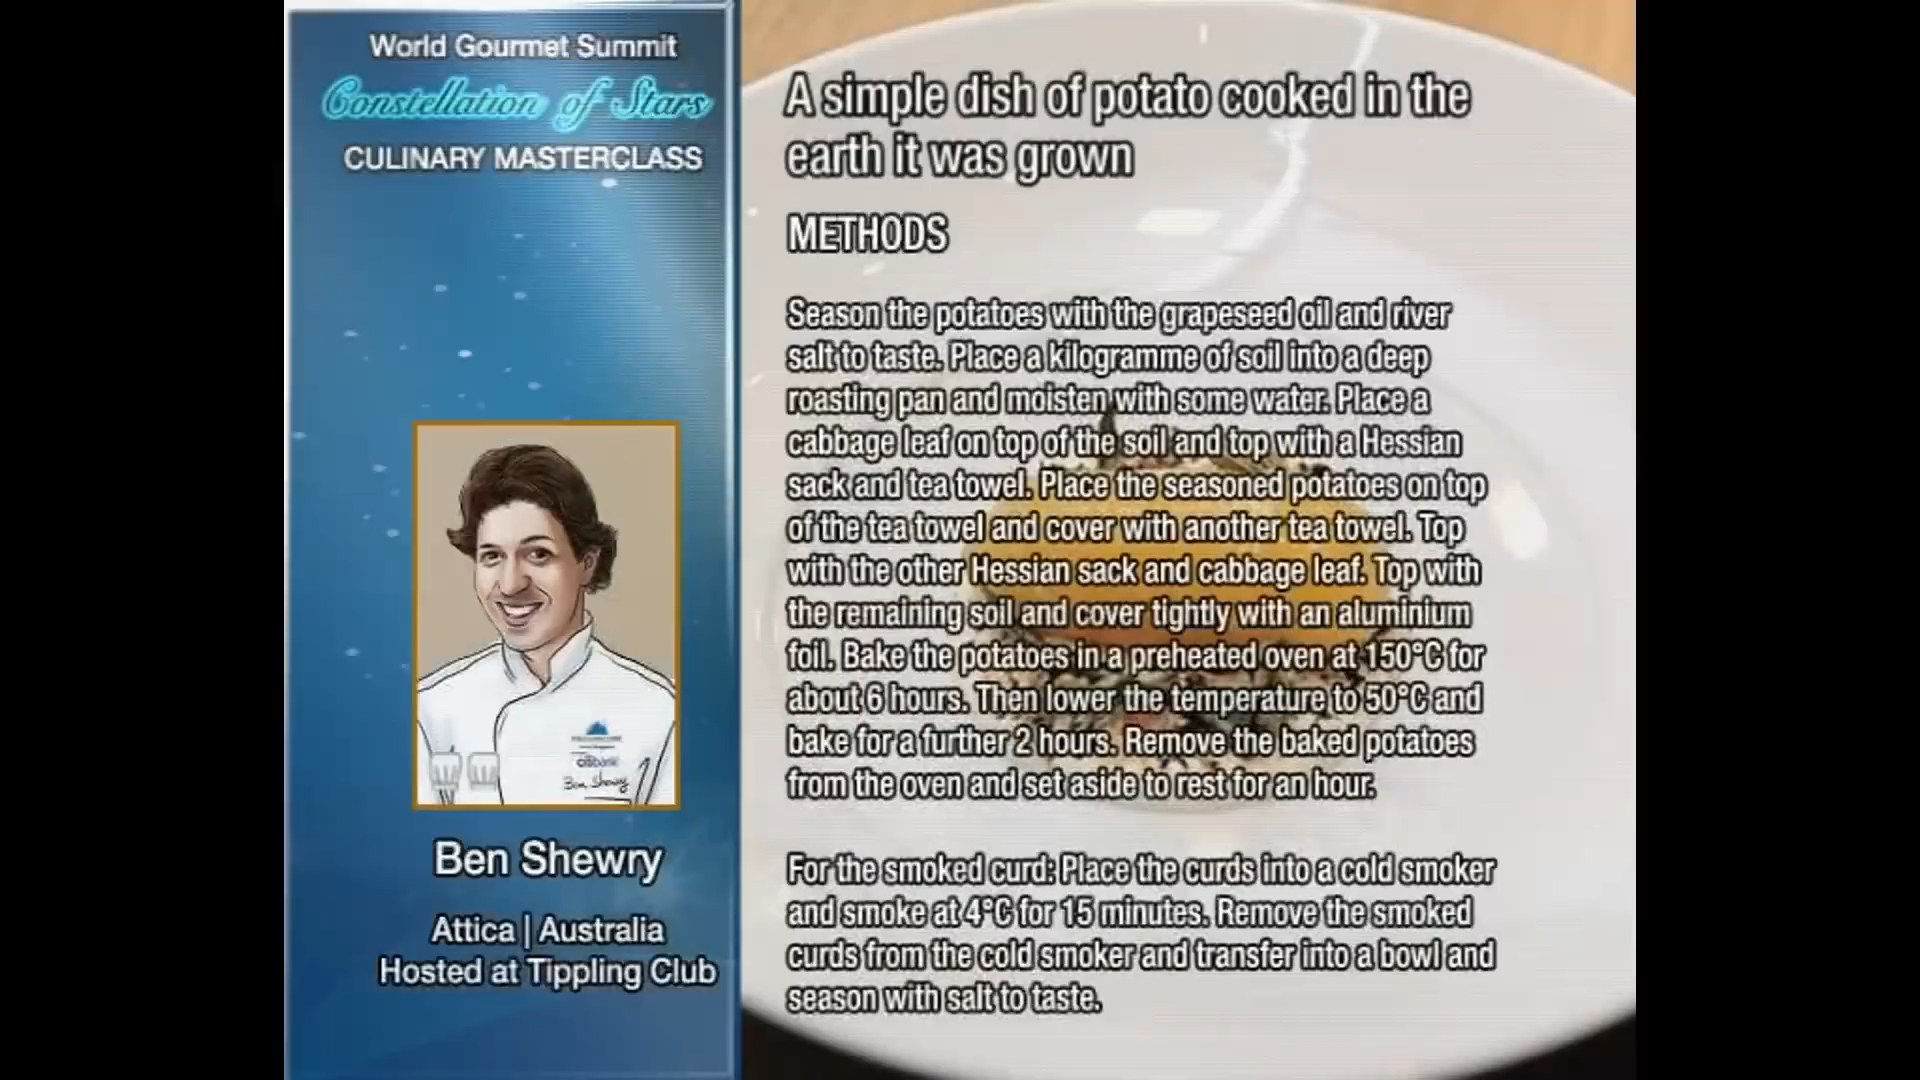 World Gourmet Summit
Constellation of Stars
CULINARY MASTERCLASS
citibank
Ben Shewry
Ben Shewry
Attica | Australia
Hosted at Tippling Club
A simple dish of potato cooked in the
earth it was grown
METHODS
Season the potatoes with the grapeseed oil and river
salt to taste. Place a kilogramme of soil into a deep
roasting pan and moisten with some water. Place a
cabbage leaf on top of the soil and top with a Hessian
sack and tea towel. Place the seasoned potatoes on top
of the tea towel and cover with another tea towel. Top
with the other Hessian sack and cabbage leaf. Top with
the remaining soil and cover tightly with an aluminium
foil. Bake the potatoes in a preheated oven at 150°C for
about 6 hours. Then lower the temperature to 50°C and
bake for a further 2 hours. Remove the baked potatoes
from the oven and set aside to rest for an hour.
For the smoked curd: Place the curds into a cold smoker
and smoke at 4°C for 15 minutes. Remove the smoked
curds from the cold smoker and transfer into a bowl and
season with salt to taste.